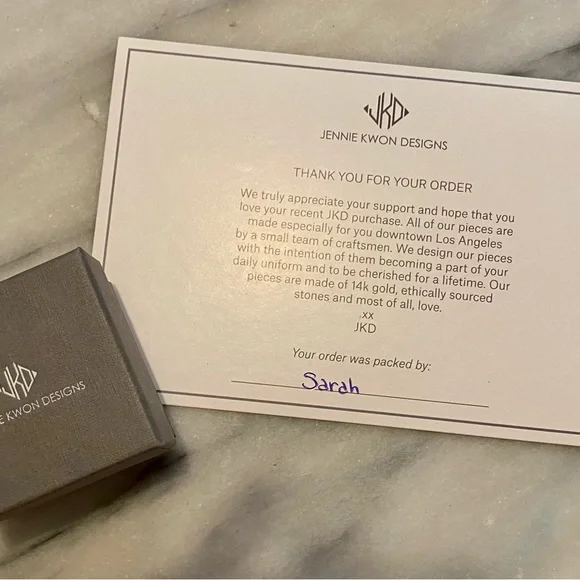 JKD
JENNIE KWON DESIGNS
THANK YOU FOR YOUR ORDER
We truly appreciate your support and hope that you
love your recent JKD purchase. All of our pieces are
made especially for you downtown Los Angeles
by a small team of craftsmen. We design our pieces
with the intention of them becoming a part of your
daily uniform and to be cherished for a lifetime. Our
pieces are made of 14k gold, ethically sourced
stones and most of all, love.
.xx
JKD
Your order was packed by:
Sarah
JKD
NIE KWON DESIGNS